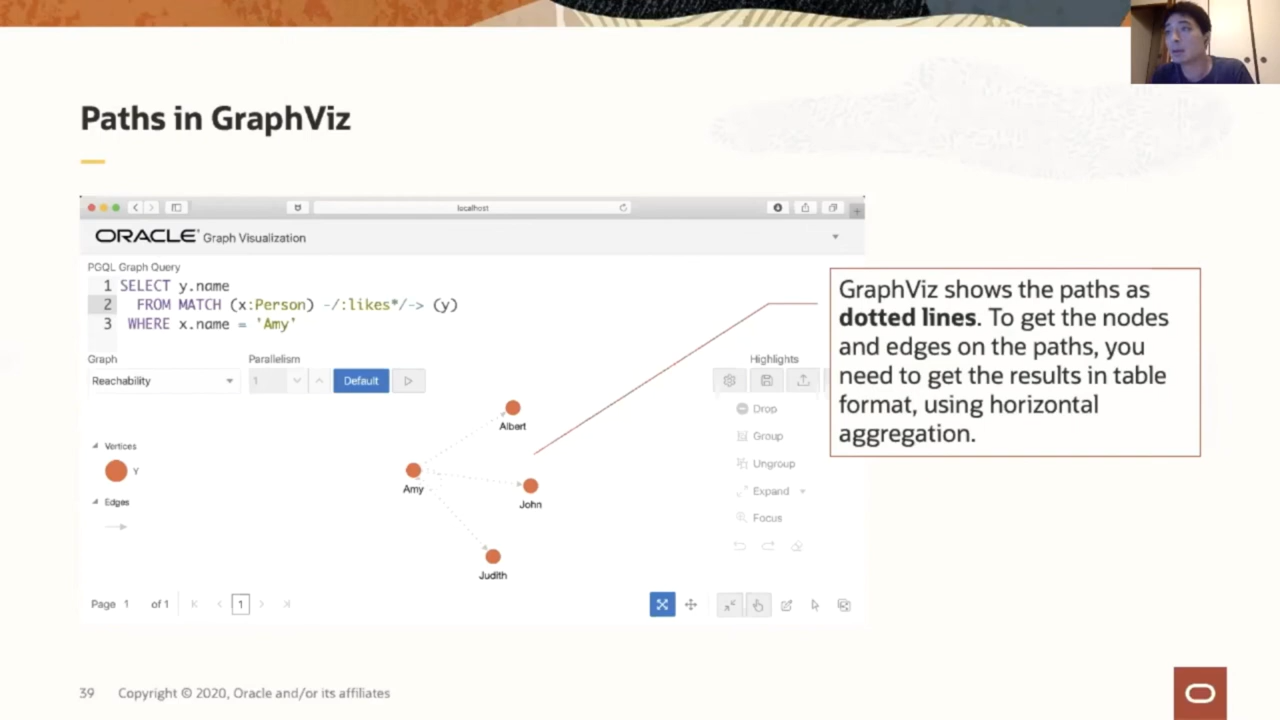 Paths in GraphViz
localhost
ORACLE Graph Visualization
PGQL Graph Query
1 SELECT y.name
2 FROM MATCH (x:Person) -/:likes*/-> (y)
3 WHERE x.name = 'Amy'
Graph
Parallelism
Highlights
Reachability
1
Default
Drop
Group
Ungroup
Expand
Focus
Vertices
Y
Edges
Albert
Amy
John
Judith
Page 1 of 1
1
GraphViz shows the paths as
dotted lines. To get the nodes
and edges on the paths, you
need to get the results in table
format, using horizontal
aggregation.
39 Copyright © 2020, Oracle and/or its affiliates